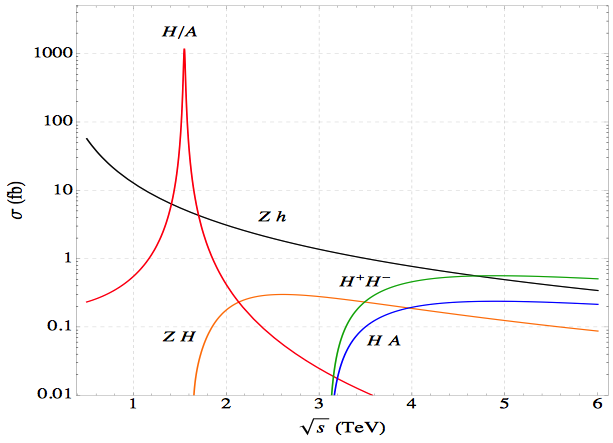 H/A
1000
100
10
1
0.1
0.01
σ (fb)
Z h
H⁺H⁻
Z H
H A
1 2 3 4 5 6
√s (TeV)